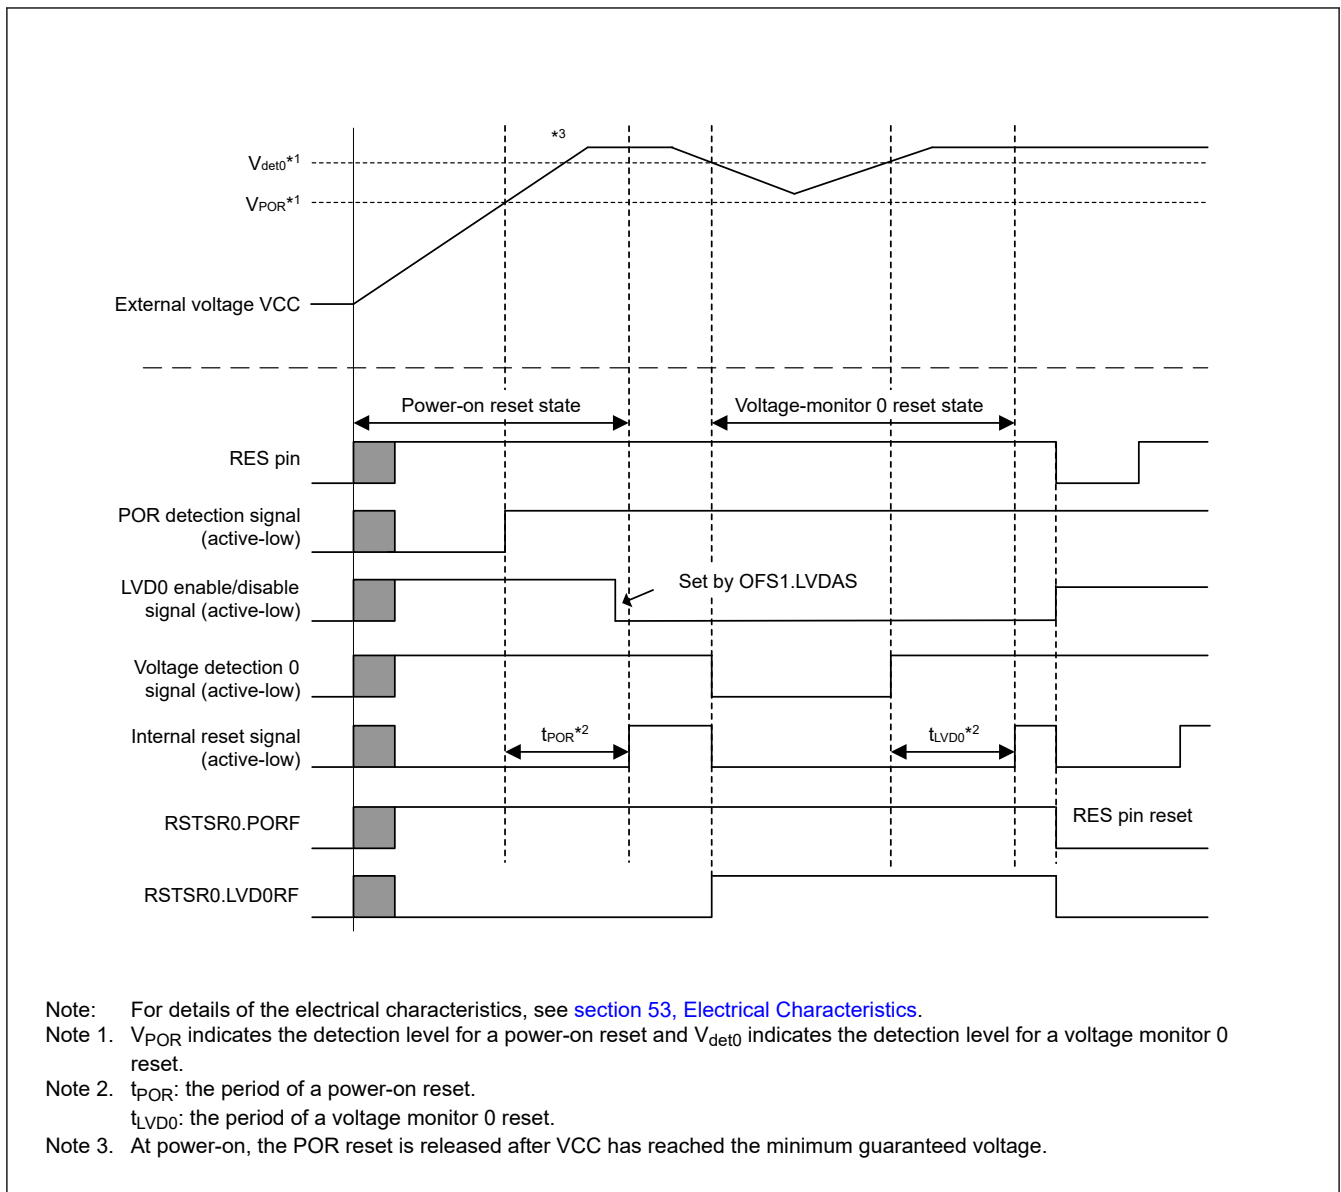 *3
Vdet0*1
VPOR*1
External voltage VCC
Power-on reset state
Voltage-monitor 0 reset state
RES pin
POR detection signal
(active-low)
LVD0 enable/disable
signal (active-low)
Set by OFS1.LVDAS
Voltage detection 0
signal (active-low)
Internal reset signal
(active-low)
tPOR*2
tLVD0*2
RSTSR0.PORF
RES pin reset
RSTSR0.LVD0RF
Note: For details of the electrical characteristics, see section 53, Electrical Characteristics.
Note 1. VPOR indicates the detection level for a power-on reset and Vdet0 indicates the detection level for a voltage monitor 0
reset.
Note 2. tPOR: the period of a power-on reset.
tLVD0: the period of a voltage monitor 0 reset.
Note 3. At power-on, the POR reset is released after VCC has reached the minimum guaranteed voltage.